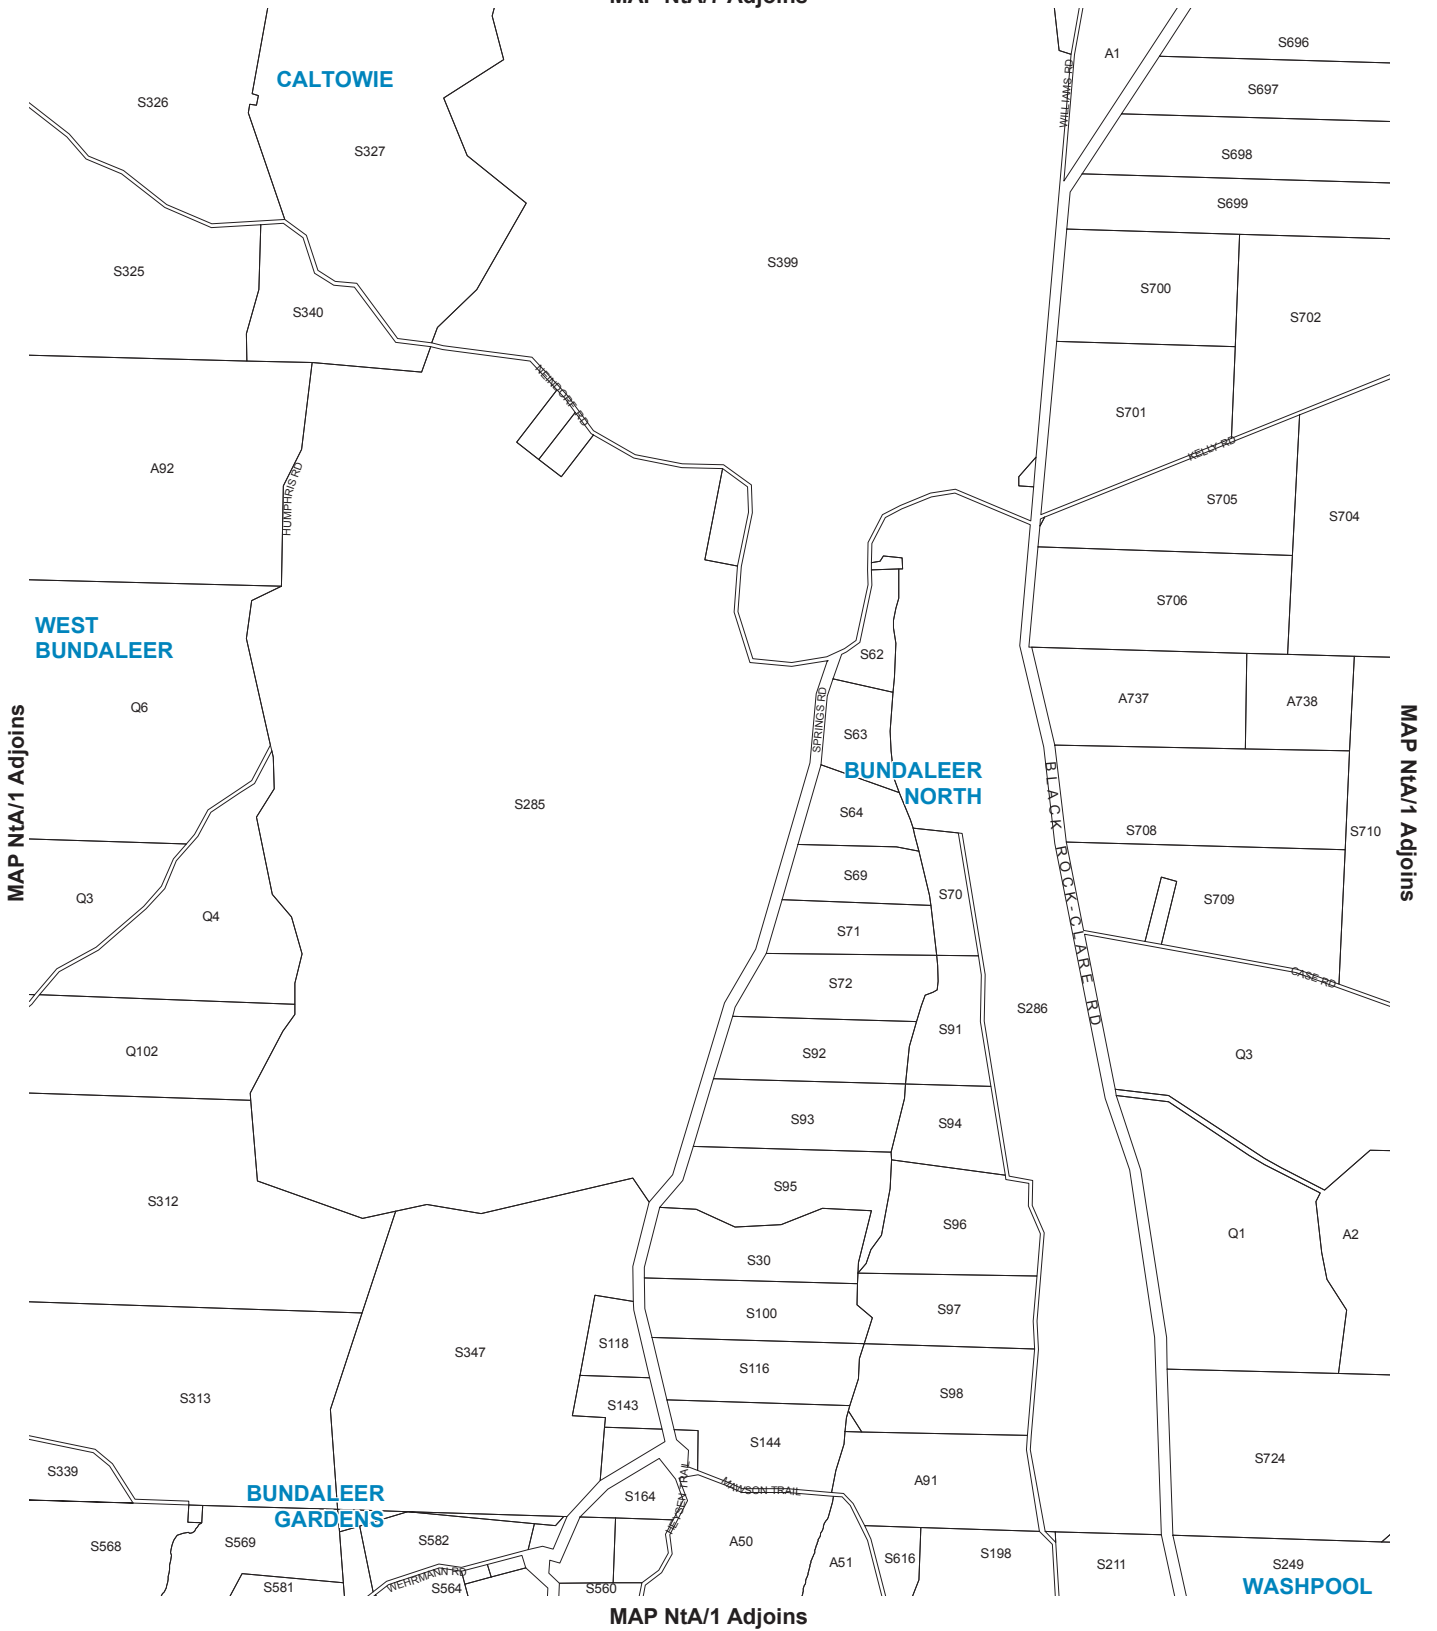 MAP NtA/1 Adjoins
S696
A1
CALTOWIE
S697
WILLIAMS RD
S326
S327
S698
S699
S399
S325
S700
S340
S702
NEINDORF RD
S701
KELLY RD
A92
HUMPHRIS RD
S705
S704
S706
WEST
BUNDALEER
S62
A737
A738
Q6
SPRINGS RD
S63
MAP NtA/1 Adjoins
MAP NtA/1 Adjoins
BUNDALEER
NORTH
S285
S64
BLACK ROCK-CLARE RD
S708
S710
S69
S70
Q3
S709
Q4
S71
CASE RD
S72
S286
S91
Q102
S92
Q3
S93
S94
S95
S312
S96
Q1
A2
S30
S100
S97
S118
S347
S116
S98
S313
S143
S144
S724
S339
A91
MAWSON TRAIL
HEYSEN TRAIL
BUNDALEER
GARDENS
S164
S568
S569
S582
A50
A51
S616
S198
S211
S249
WEHRMANN RD
S581
S564
S560
WASHPOOL
MAP NtA/1 Adjoins